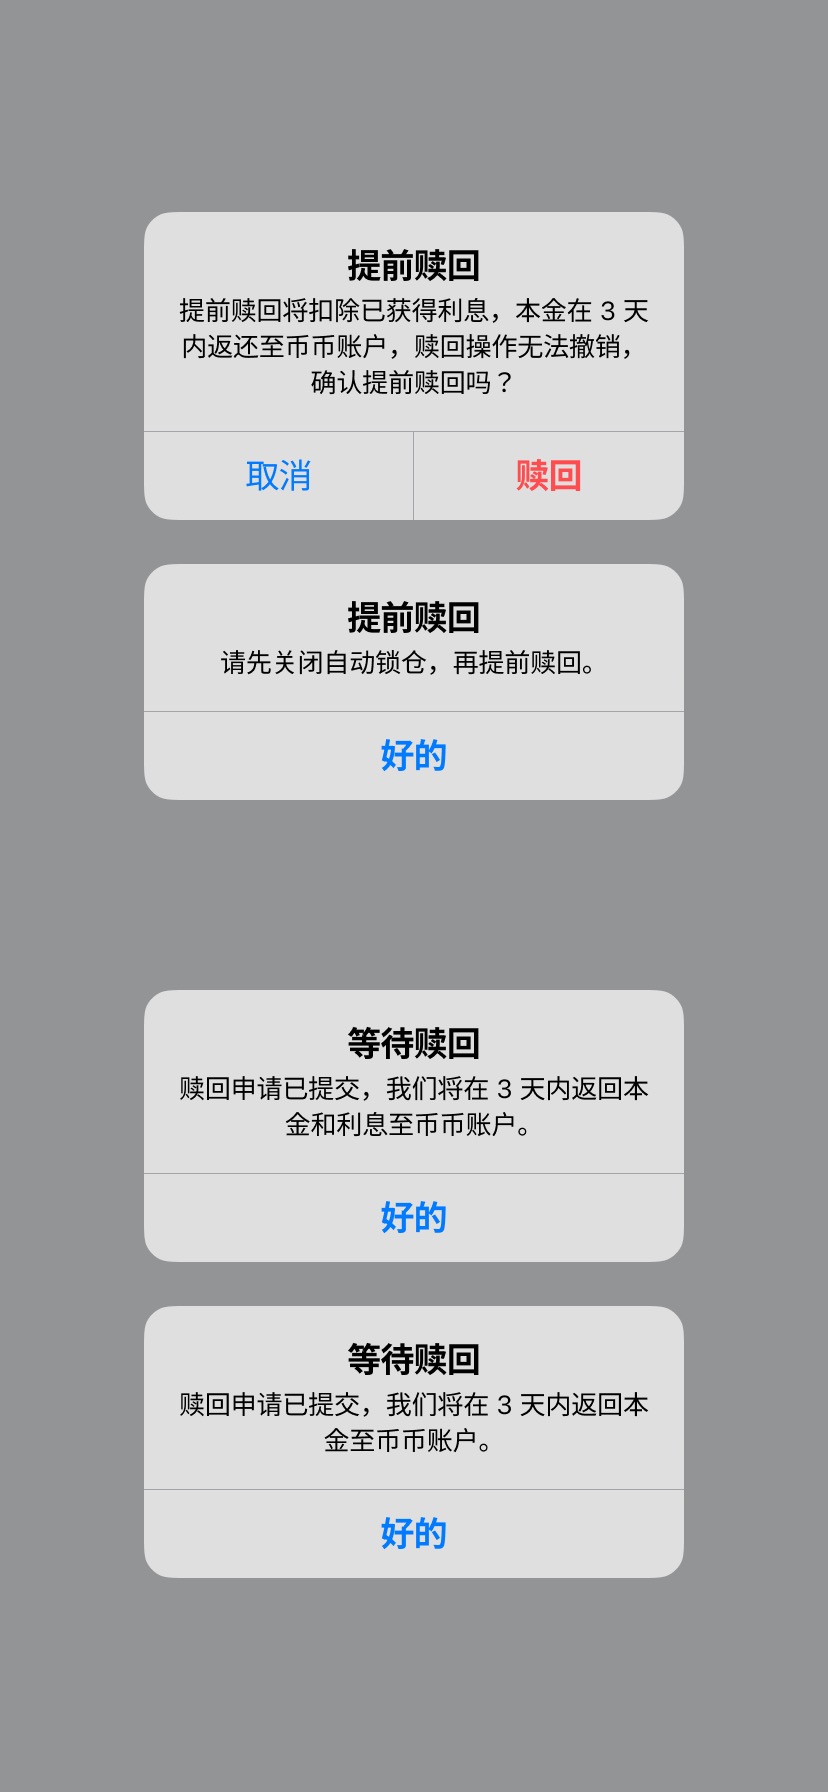 提前赎回
提前赎回将扣除已获得利息，本金在 3 天
内返还至币币账户，赎回操作无法撤销，
确认提前赎回吗？
取消
赎回
提前赎回
请先关闭自动锁仓，再提前赎回。
好的
等待赎回
赎回申请已提交，我们将在 3 天内返回本
金和利息至币币账户。
好的
等待赎回
赎回申请已提交，我们将在 3 天内返回本
金至币币账户。
好的